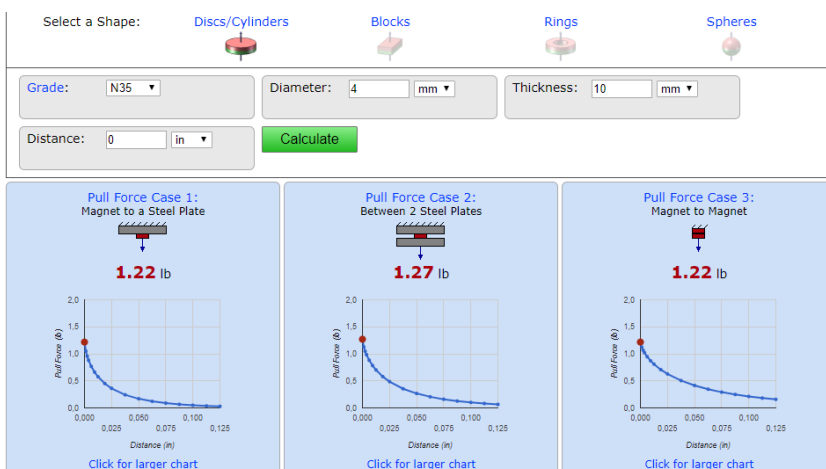 Select a Shape: Discs/Cylinders Blocks Rings Spheres
Grade: N35 Diameter: 4 mm Thickness: 10 mm
Distance: 0 in Calculate
Pull Force Case 1:
Magnet to a Steel Plate
1.22 lb
2,0
1,5
1,0
0,5
0,0
Pull Force (lb)
0,000 0,050 0,100
0,025 0,075 0,125
Distance (in)
Click for larger chart
Pull Force Case 2:
Between 2 Steel Plates
1.27 lb
2,0
1,5
1,0
0,5
0,0
Pull Force (lb)
0,000 0,050 0,100
0,025 0,075 0,125
Distance (in)
Click for larger chart
Pull Force Case 3:
Magnet to Magnet
1.22 lb
2,0
1,5
1,0
0,5
0,0
Pull Force (lb)
0,000 0,050 0,100
0,025 0,075 0,125
Distance (in)
Click for larger chart